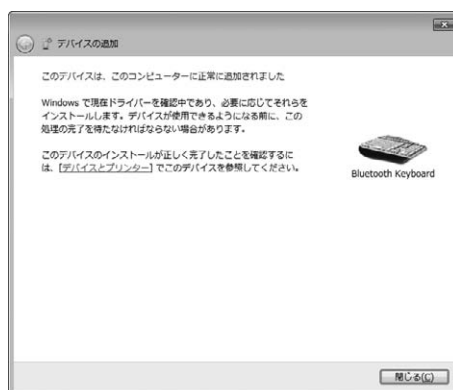 デバイスの追加
このデバイスは、このコンピューターに正常に追加されました
Windows で現在ドライバーを確認中であり、必要に応じてそれらを
インストールします。デバイスが使用できるようになる前に、この
処理の完了を待たなければならない場合があります。
このデバイスのインストールが正しく完了したことを確認するに
は、[デバイスとプリンター] でこのデバイスを参照してください。
Bluetooth Keyboard
閉じる(C)